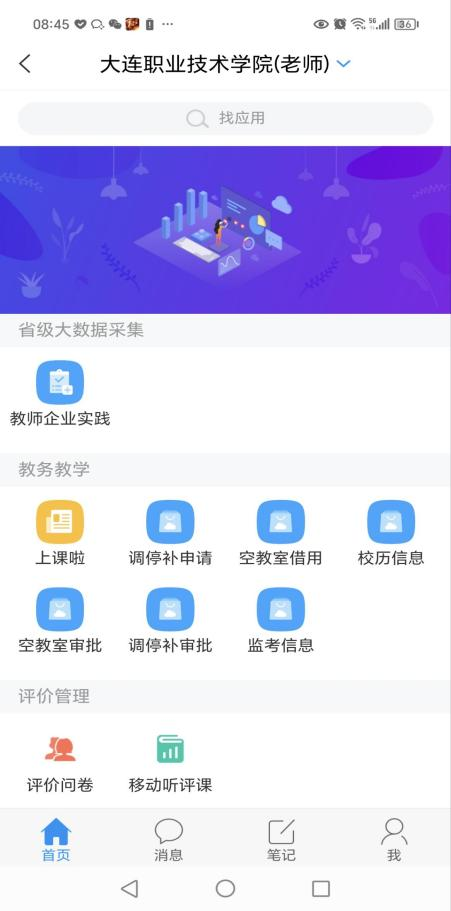 08:45
5G
36
大连职业技术学院(老师)
找应用
省级大数据采集
教师企业实践
教务教学
上课啦 调停补申请 空教室借用 校历信息
空教室审批 调停补审批 监考信息
评价管理
评价问卷 移动听评课
首页 消息 笔记 我